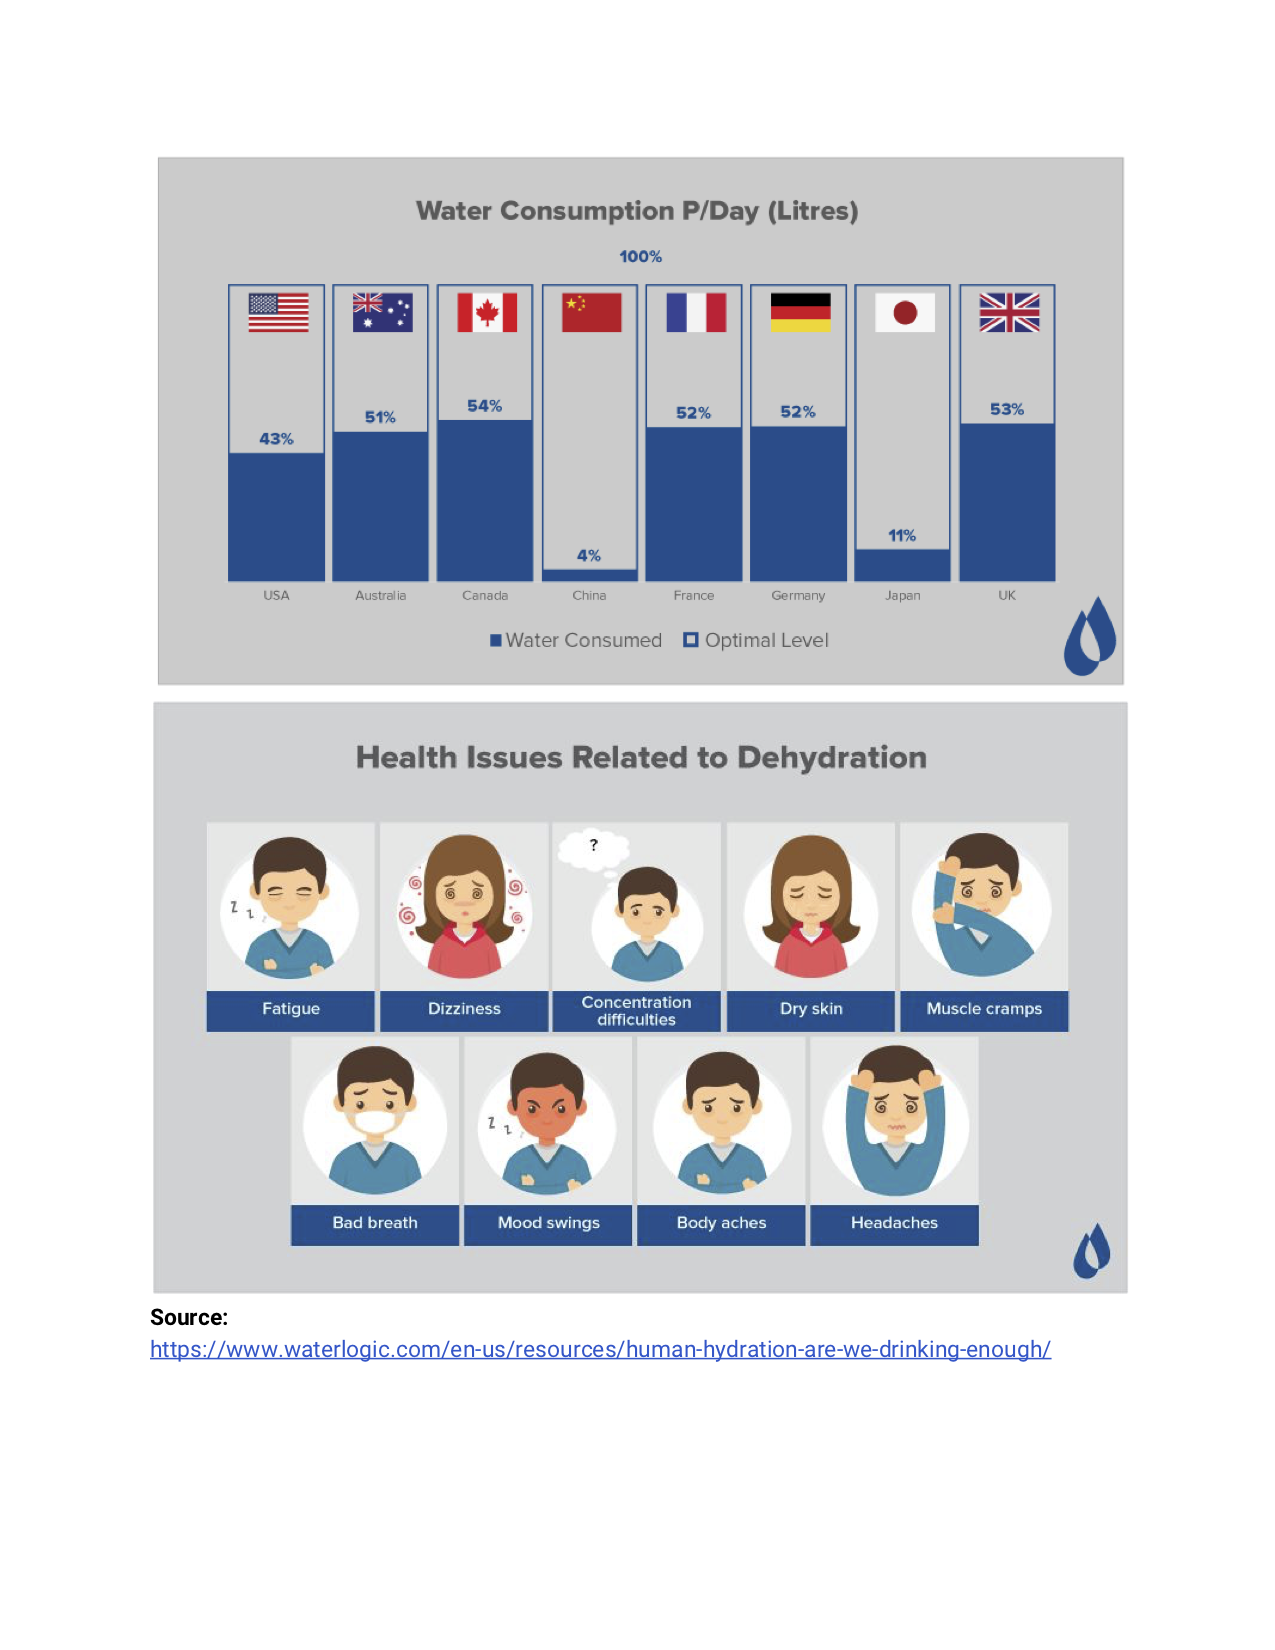 Water Consumption P/Day (Litres)
100%
43%
51%
54%
4%
52%
52%
11%
53%
USA
Australia
Canada
China
France
Germany
Japan
UK
Water Consumed
Optimal Level
Health Issues Related to Dehydration
z
z
?
Fatigue
Dizziness
Concentration
difficulties
Dry skin
Muscle cramps
z
z
Bad breath
Mood swings
Body aches
Headaches
Source:
https://www.waterlogic.com/en-us/resources/human-hydration-are-we-drinking-enough/